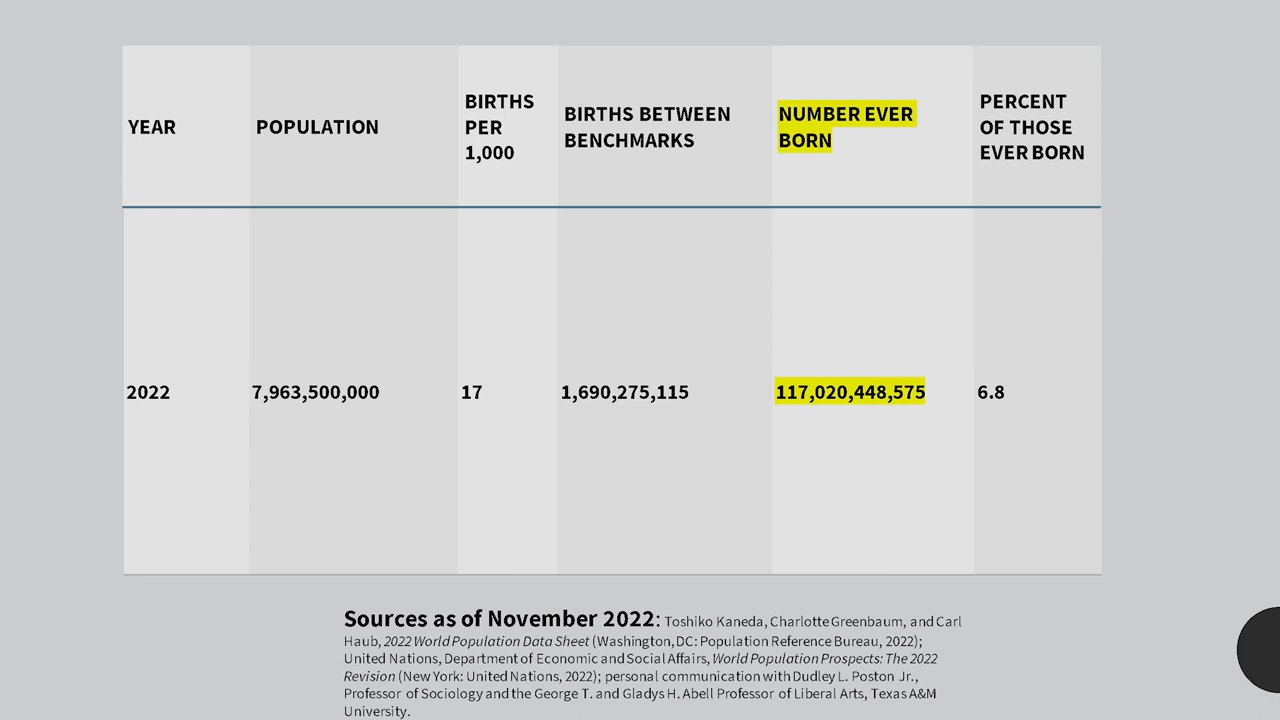 YEAR
POPULATION
BIRTHS
PER
1,000
BIRTHS BETWEEN
BENCHMARKS
NUMBER EVER
BORN
PERCENT
OF THOSE
EVER BORN
2022
7,963,500,000
17
1,690,275,115
117,020,448,575
6.8
Sources as of November 2022: Toshiko Kaneda, Charlotte Greenbaum, and Carl
Haub, 2022 World Population Data Sheet (Washington, DC: Population Reference Bureau, 2022);
United Nations, Department of Economic and Social Affairs, World Population Prospects: The 2022
Revision (New York: United Nations, 2022); personal communication with Dudley L. Poston Jr.,
Professor of Sociology and the George T. and Gladys H. Abell Professor of Liberal Arts, Texas A&M
University.